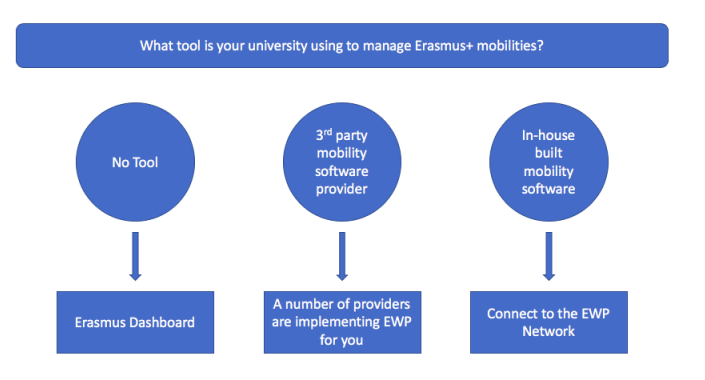 What tool is your university using to manage Erasmus+ mobilities?
No Tool
3rd party
mobility
software
provider
In-house
built
mobility
software
Erasmus Dashboard
A number of providers
are implementing EWP
for you
Connect to the EWP
Network